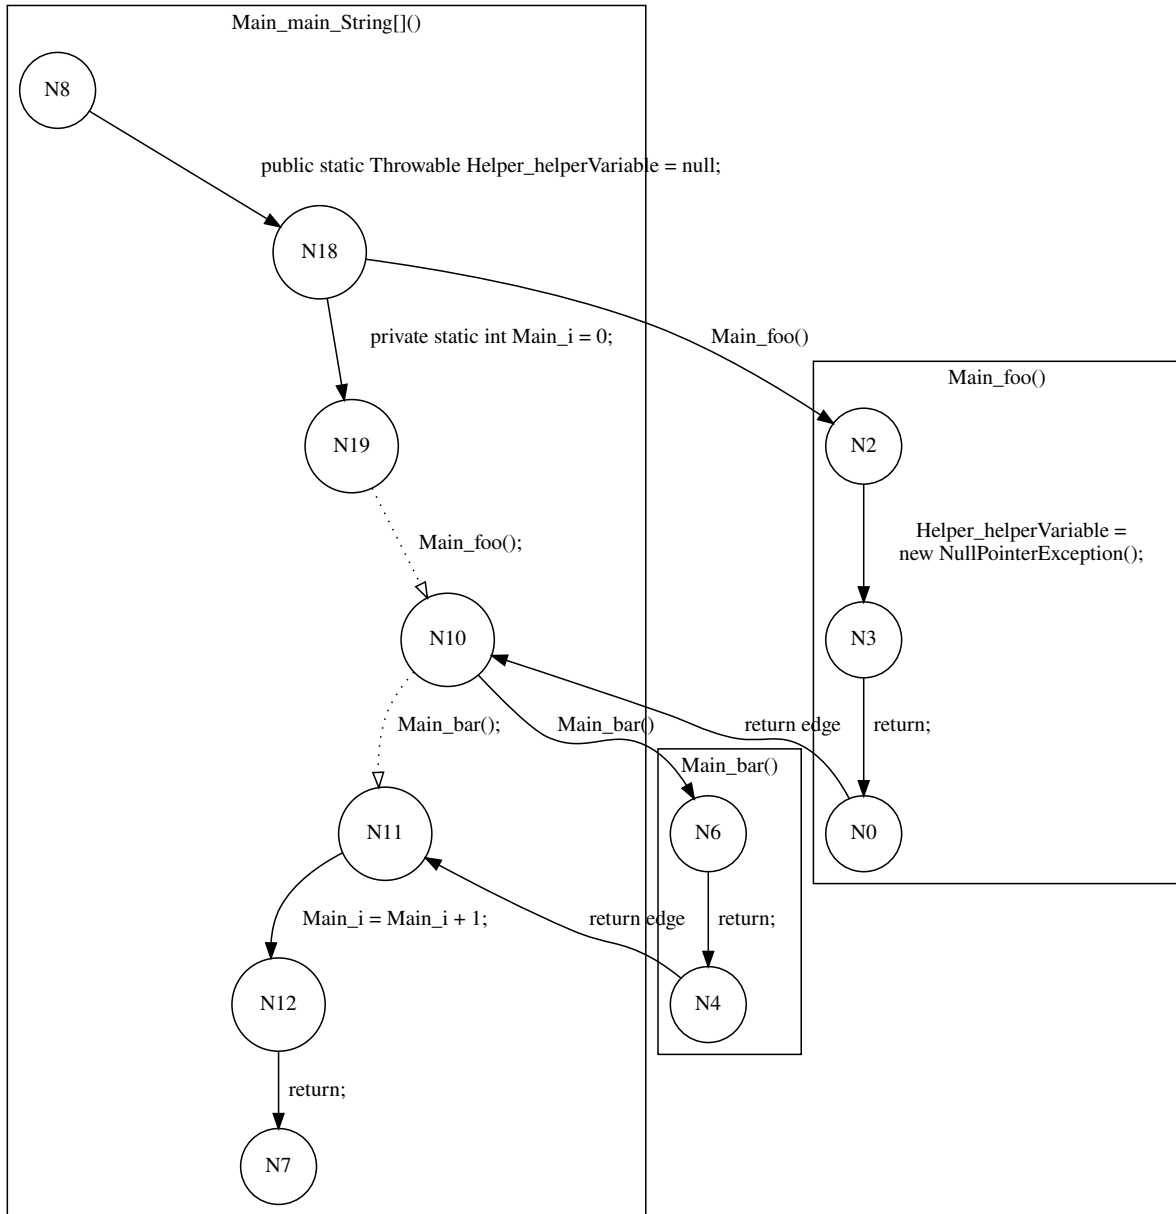 Main_main_String[]()
N8
public static Throwable Helper_helperVariable = null;
N18
private static int Main_i = 0;
Main_foo()
Main_foo()
N19
N2
Main_foo();
Helper_helperVariable =
new NullPointerException();
N10
N3
Main_bar();
Main_bar()
return edge
return;
Main_bar()
N11
N6
N0
Main_i = Main_i + 1;
return edge
return;
N12
N4
return;
N7